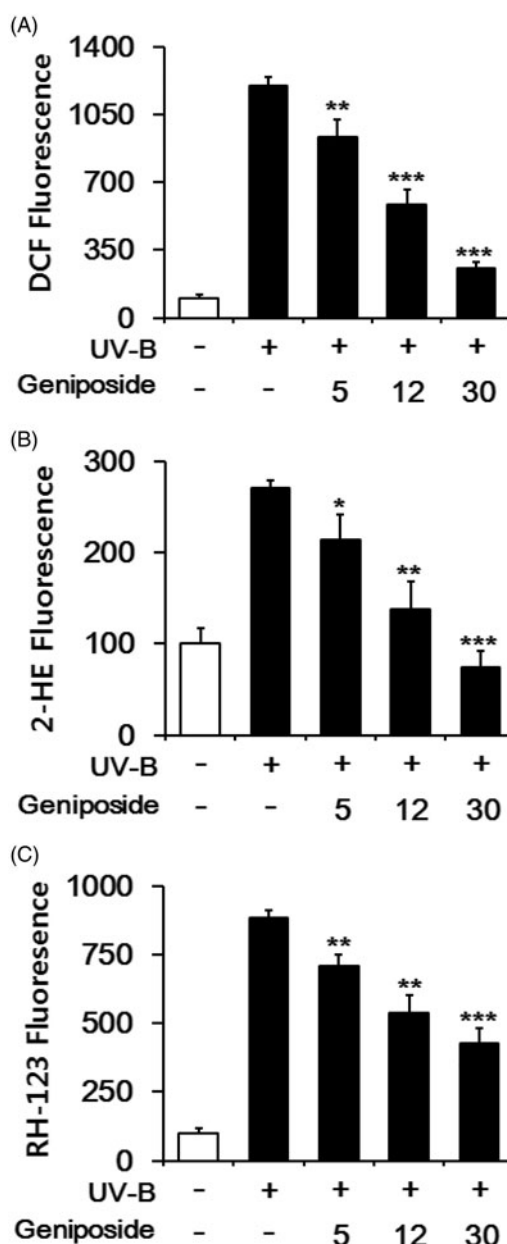 (A)
DCF Fluorescence
1400
1050
700
350
0
** *** ***
UV-B - + + + +
Geniposide - - 5 12 30
(B)
2-HE Fluorescence
300
200
100
0
* ** ***
UV-B - + + + +
Geniposide - - 5 12 30
(C)
RH-123 Fluoresence
1000
750
500
250
0
** ** ***
UV-B - + + + +
Geniposide - - 5 12 30